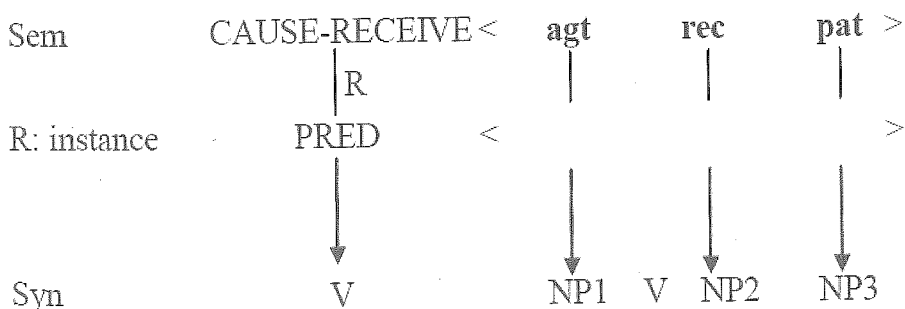 Sem CAUSE-RECEIVE < agt rec pat >
R
R: instance PRED < >
Syn V NP1 V NP2 NP3